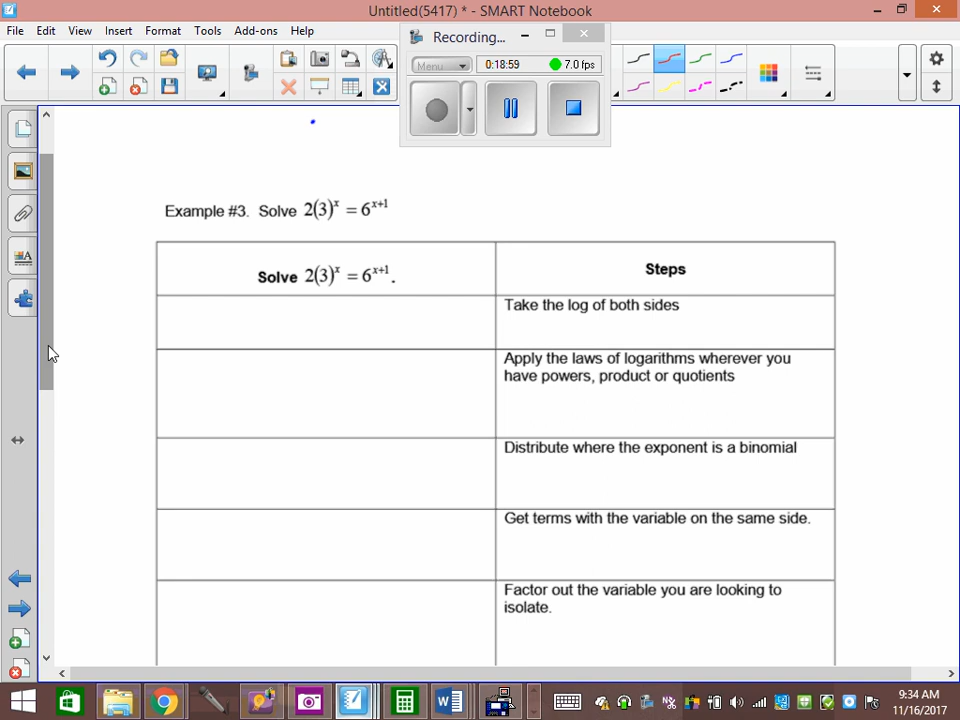 Untitled(5417) * - SMART Notebook
File Edit View Insert Format Tools Add-ons Help
Recording...
Menu 0:18:59 7.0 fps
Example #3. Solve 2(3)^x = 6^{x+1}
Solve 2(3)^x = 6^{x+1}.
Steps
Take the log of both sides
Apply the laws of logarithms wherever you
have powers, product or quotients
Distribute where the exponent is a binomial
Get terms with the variable on the same side.
Factor out the variable you are looking to
isolate.
9:34 AM
11/16/2017